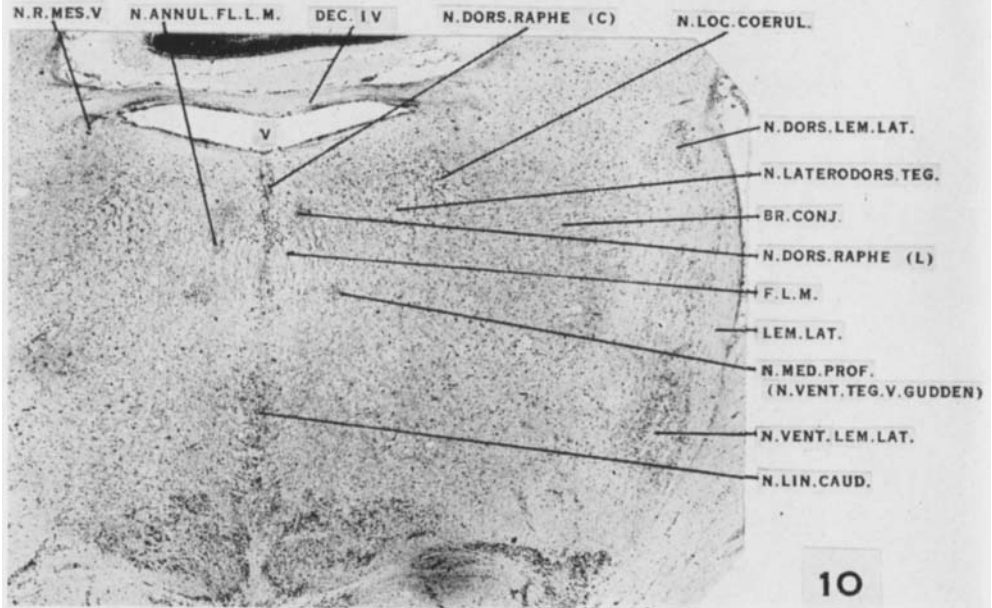 N.R.MES.V
N.ANNUL.FL.L.M.
DEC. IV
N.DORS.RAPHE (C)
N.LOC.COERUL.
V
N.DORS.LEM.LAT.
N.LATERODORS.TEG.
BR.CONJ.
N.DORS.RAPHE (L)
F.L.M.
LEM.LAT.
N.MED.PROF.
(N.VENT.TEG.V.GUDDEN)
N.VENT.LEM.LAT.
N.LIN.CAUD.
10